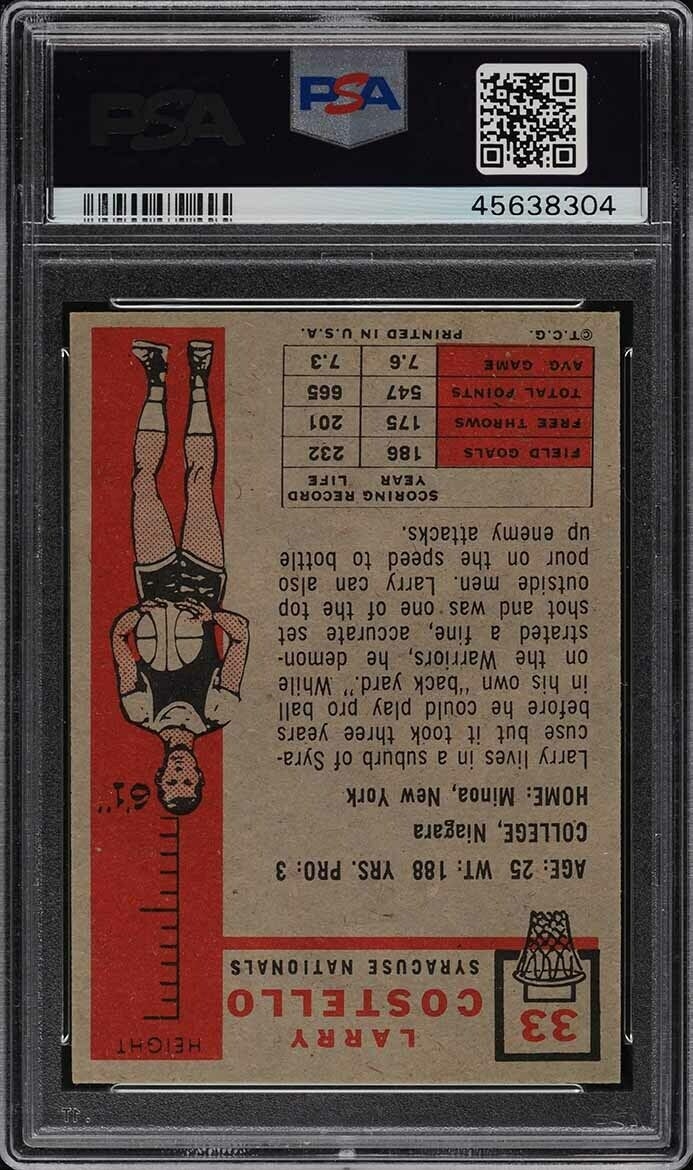 PSA
PSA
45638304
33
LARRY
COSTELLO
SYRACUSE NATIONALS
HEIGHT
6'1"
AGE: 25 WT: 188 YRS. PRO: 3
COLLEGE, Niagara
HOME: Minoa, New York
Larry lives in a suburb of Syra-
cuse but it took three years
before he could play pro ball
in his own "back yard." While
on the Warriors, he demon-
strated a fine, accurate set
shot and was one of the top
outside men. Larry can also
pour on the speed to bottle
up enemy attacks.
SCORING RECORD
YEAR LIFE
FIELD GOALS 186 232
FREE THROWS 175 201
TOTAL POINTS 547 665
AVG. GAME 7.6 7.3
©T.C.G. PRINTED IN U.S.A.